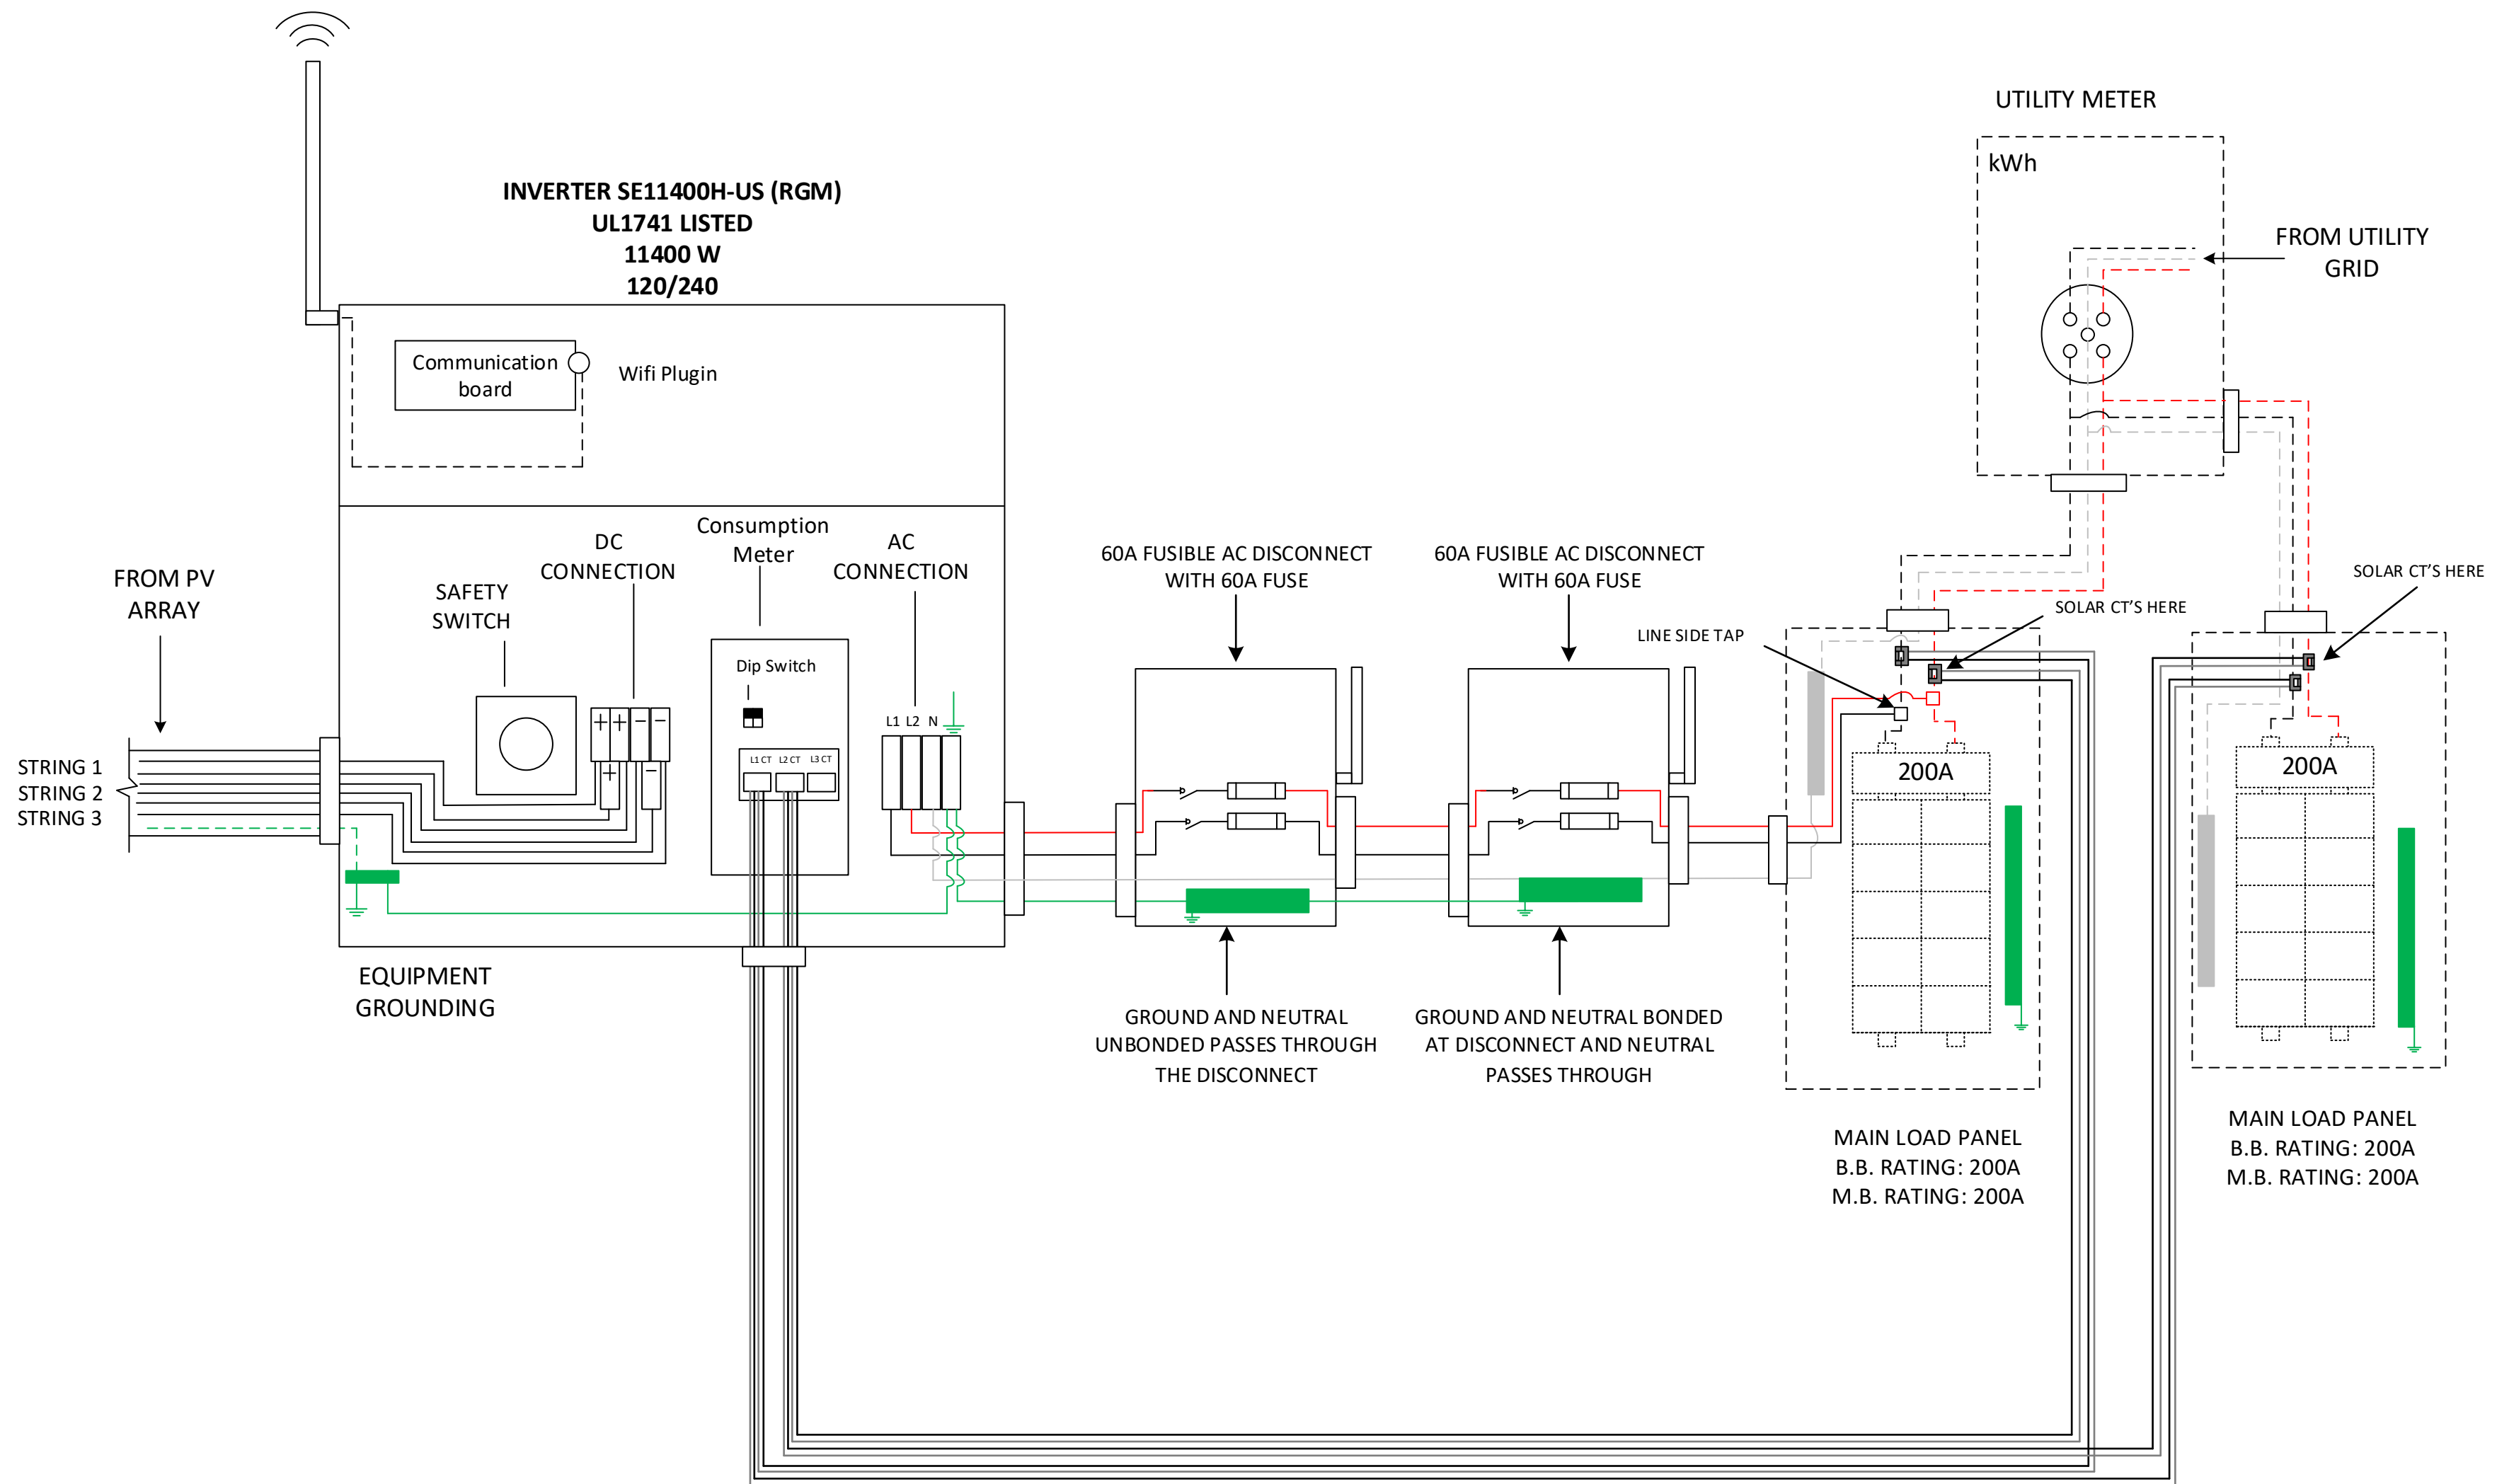 UTILITY METER
kWh
FROM UTILITY
GRID
INVERTER SE11400H-US (RGM)
UL1741 LISTED
11400 W
120/240
Communication
board
Wifi Plugin
FROM PV
ARRAY
SAFETY
SWITCH
DC
CONNECTION
Consumption
Meter
AC
CONNECTION
Dip Switch
L1 CT L2 CT L3 CT
L1 L2 N
+ + - -
+ -
STRING 1
STRING 2
STRING 3
EQUIPMENT
GROUNDING
60A FUSIBLE AC DISCONNECT
WITH 60A FUSE
60A FUSIBLE AC DISCONNECT
WITH 60A FUSE
GROUND AND NEUTRAL
UNBONDED PASSES THROUGH
THE DISCONNECT
GROUND AND NEUTRAL BONDED
AT DISCONNECT AND NEUTRAL
PASSES THROUGH
LINE SIDE TAP
SOLAR CT'S HERE
SOLAR CT'S HERE
200A
200A
MAIN LOAD PANEL
B.B. RATING: 200A
M.B. RATING: 200A
MAIN LOAD PANEL
B.B. RATING: 200A
M.B. RATING: 200A